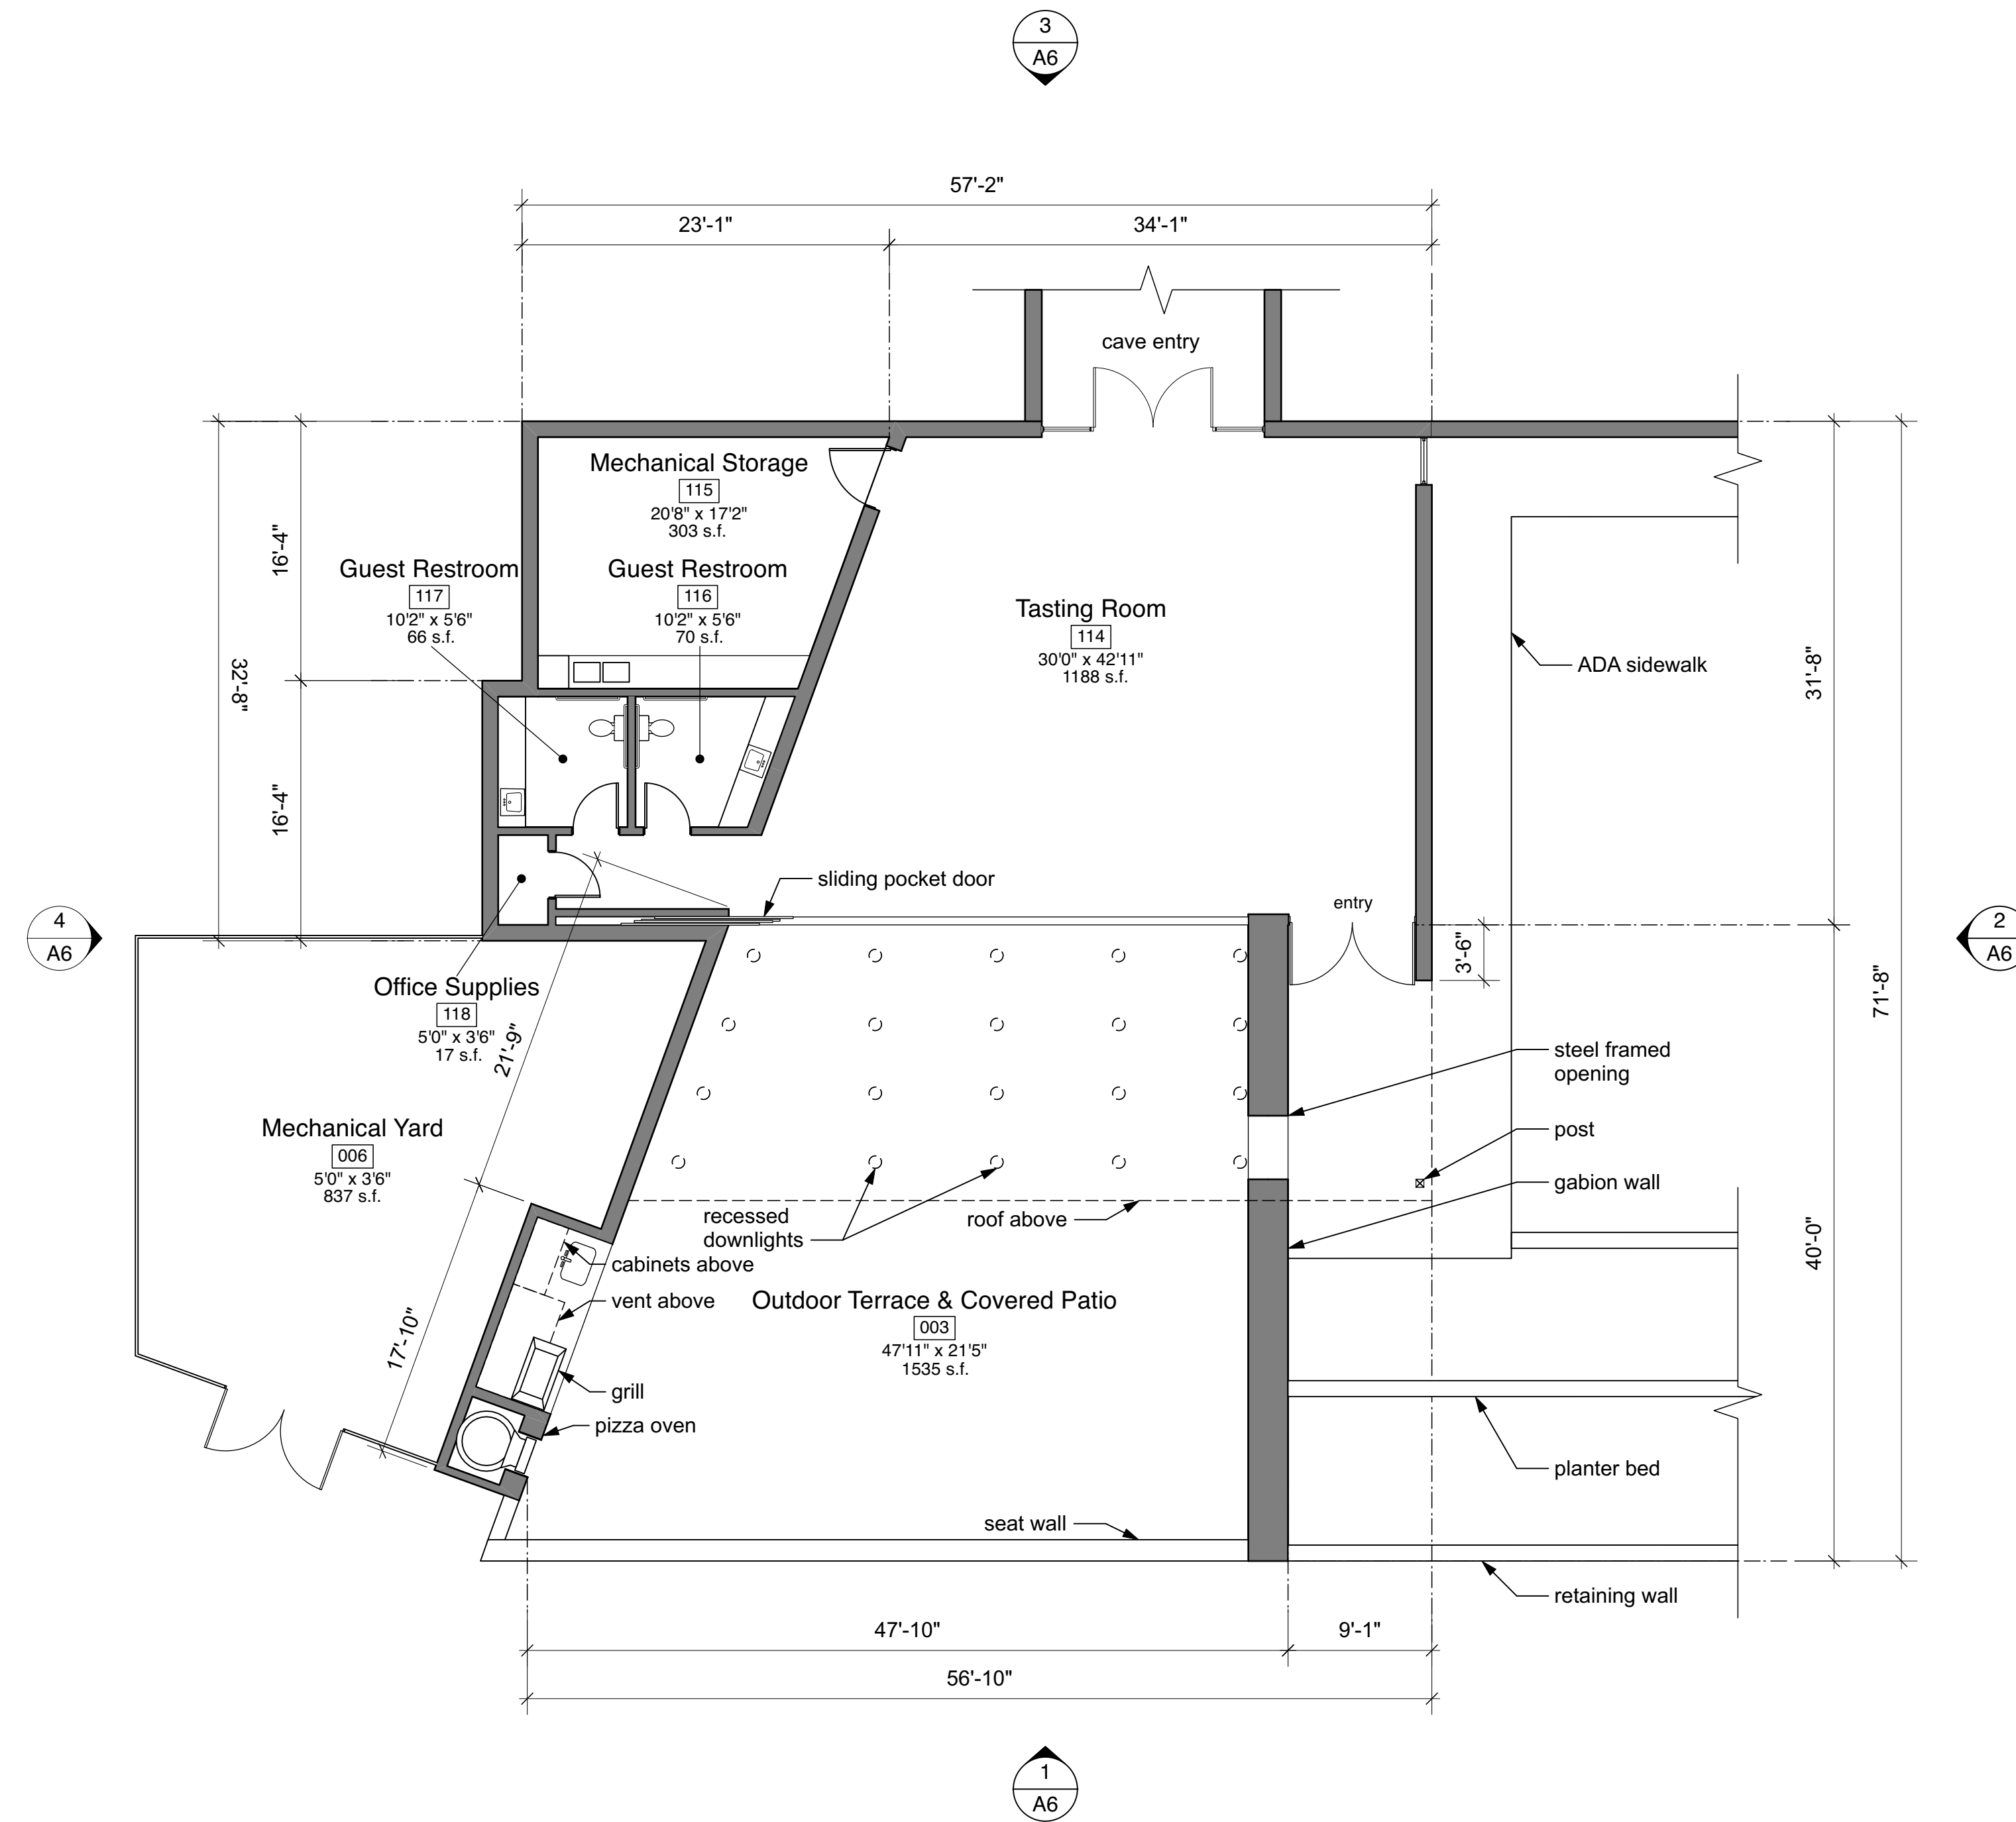 3
A6
57'-2"
23'-1"
34'-1"
cave entry
Mechanical Storage
115
20'8" x 17'2"
303 s.f.
16'-4"
Guest Restroom
117
10'2" x 5'6"
66 s.f.
Guest Restroom
116
10'2" x 5'6"
70 s.f.
Tasting Room
114
30'0" x 42'11"
1188 s.f.
ADA sidewalk
31'-8"
32'-8"
16'-4"
sliding pocket door
entry
4
A6
2
A6
3'-6"
Office Supplies
118
5'0" x 3'6"
17 s.f.
21'-9"
71'-8"
steel framed
opening
Mechanical Yard
006
5'0" x 3'6"
837 s.f.
post
gabion wall
recessed
downlights
roof above
cabinets above
vent above
Outdoor Terrace & Covered Patio
003
47'11" x 21'5"
1535 s.f.
40'-0"
17'-10"
grill
pizza oven
planter bed
seat wall
retaining wall
47'-10"
9'-1"
56'-10"
1
A6